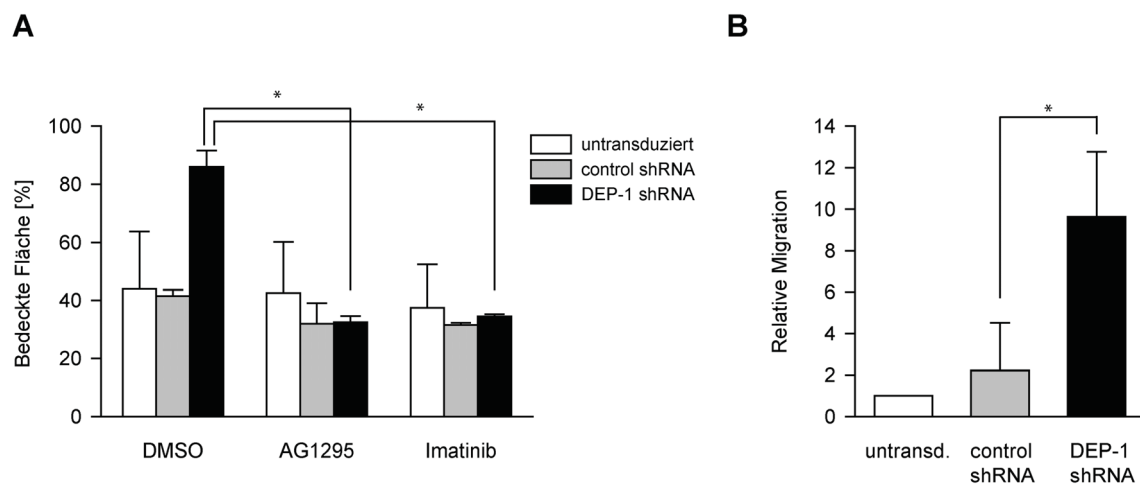 A
B
*
*
*
100
80
60
40
20
0
Bedeckte Fläche [%]
untransduziert
control shRNA
DEP-1 shRNA
DMSO
AG1295
Imatinib
14
12
10
8
6
4
2
0
Relative Migration
untransd.
control
shRNA
DEP-1
shRNA